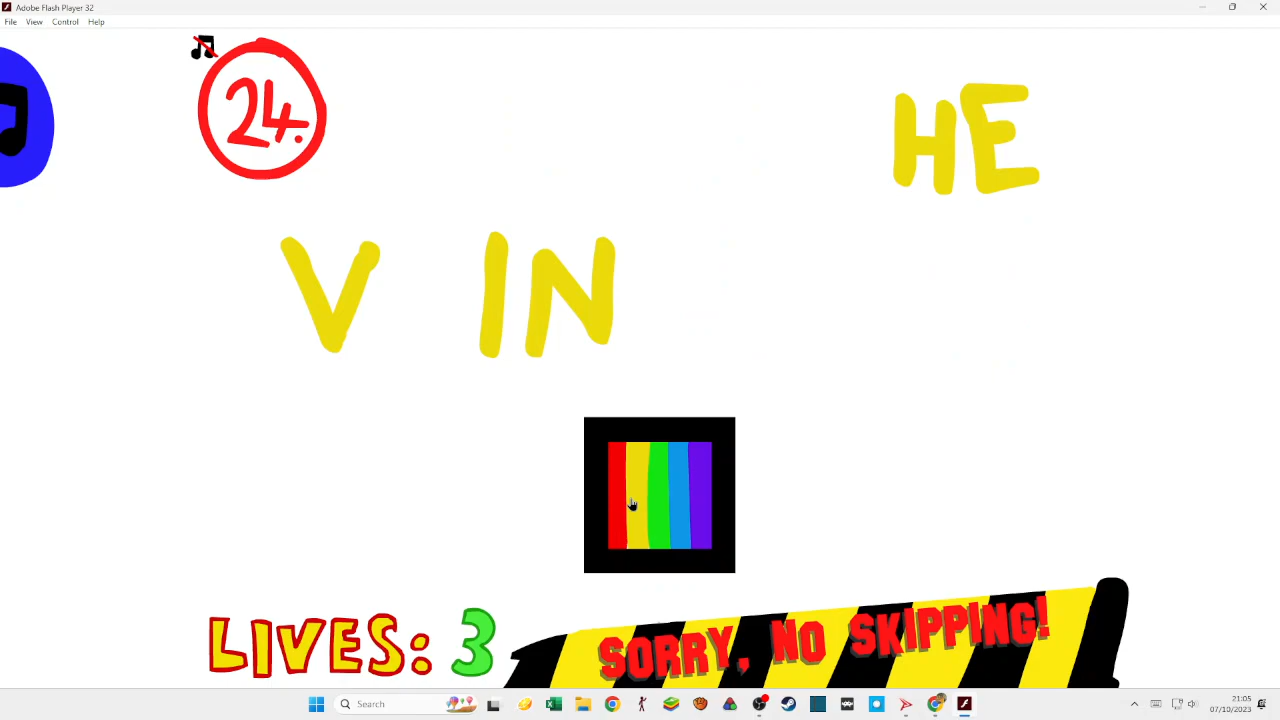 Adobe Flash Player 32
File View Control Help
24.
HE
V IN
LIVES: 3
SORRY, NO SKIPPING!
Search
21:05
07/10/2023